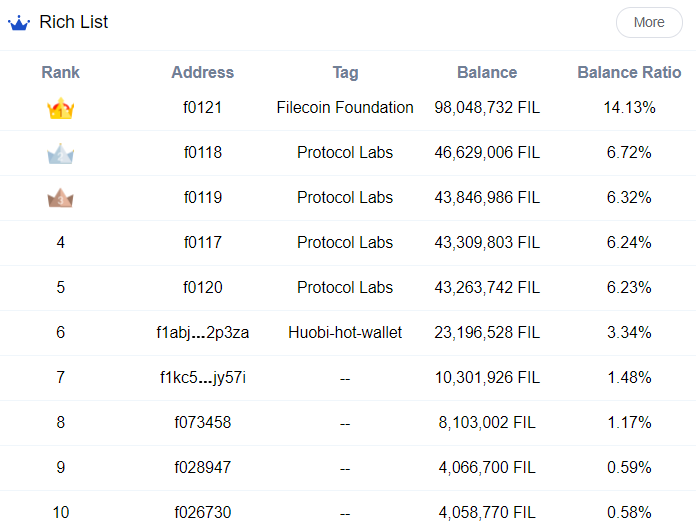 Rich List More
Rank Address Tag Balance Balance Ratio
1 f0121 Filecoin Foundation 98,048,732 FIL 14.13%
2 f0118 Protocol Labs 46,629,006 FIL 6.72%
3 f0119 Protocol Labs 43,846,986 FIL 6.32%
4 f0117 Protocol Labs 43,309,803 FIL 6.24%
5 f0120 Protocol Labs 43,263,742 FIL 6.23%
6 f1abj...2p3za Huobi-hot-wallet 23,196,528 FIL 3.34%
7 f1kc5...jy57i -- 10,301,926 FIL 1.48%
8 f073458 -- 8,103,002 FIL 1.17%
9 f028947 -- 4,066,700 FIL 0.59%
10 f026730 -- 4,058,770 FIL 0.58%